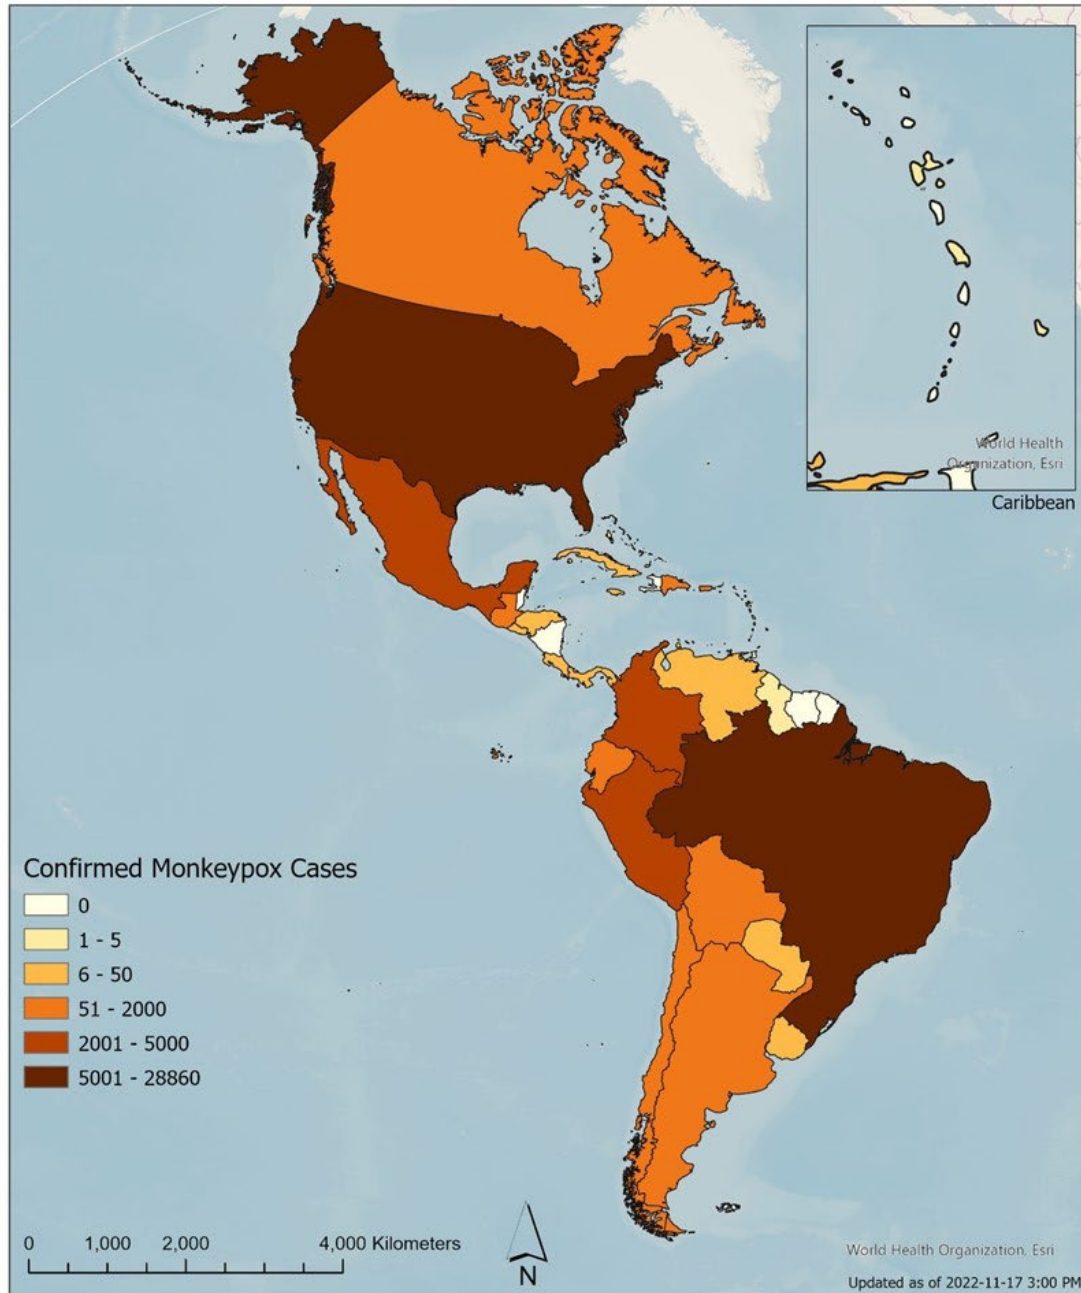 World Health
Organization, Esri
Caribbean
Confirmed Monkeypox Cases
0
1 - 5
6 - 50
51 - 2000
2001 - 5000
5001 - 28860
0 1,000 2,000 4,000 Kilometers
N
World Health Organization, Esri
Updated as of 2022-11-17 3:00 PM